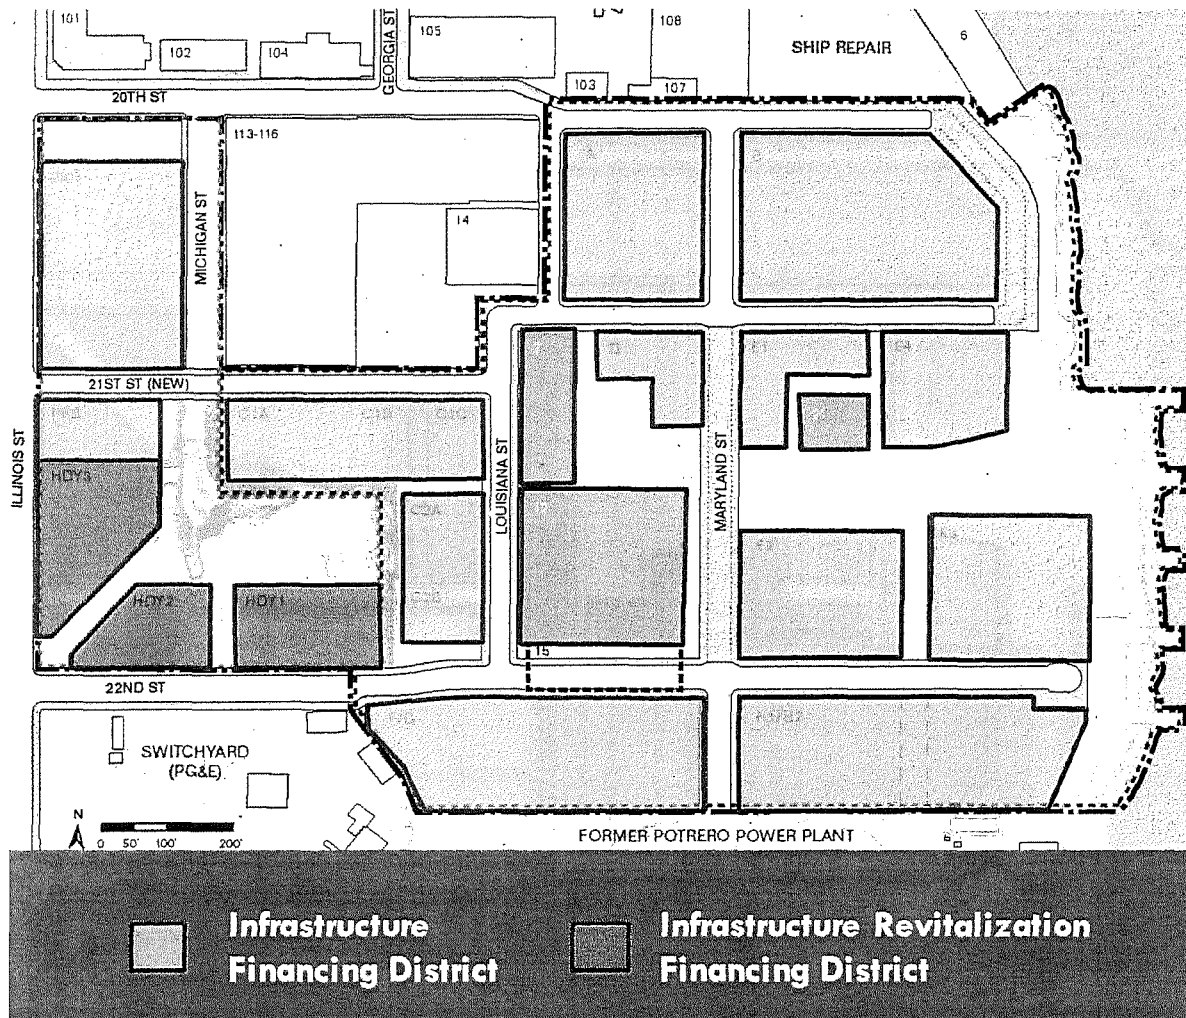 101
102
104
GEORGIA ST
105
103
108
107
SHIP REPAIR
6
20TH ST
113-116
14
MICHIGAN ST
21ST ST (NEW)
ILLINOIS ST
HDY3
HDY2
HDY1
LOUISIANA ST
MARYLAND ST
D
E1
E4
15
22ND ST
SWITCHYARD
(PG&E)
N
0 50' 100' 200'
FORMER POTRERO POWER PLANT
Infrastructure
Financing District
Infrastructure Revitalization
Financing District